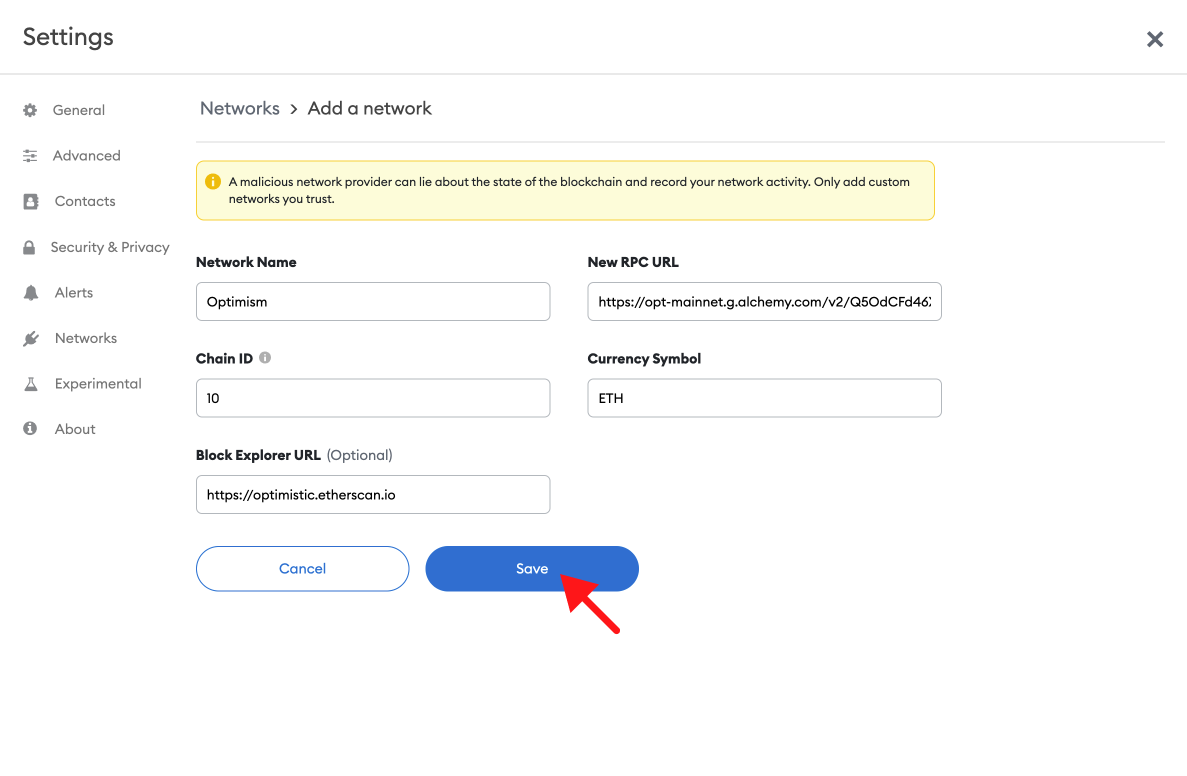 Settings
General
Advanced
Contacts
Security & Privacy
Alerts
Networks
Experimental
About
Networks > Add a network
A malicious network provider can lie about the state of the blockchain and record your network activity. Only add custom
networks you trust.
Network Name
Optimism
New RPC URL
https://opt-mainnet.g.alchemy.com/v2/Q5OdCFd46
Chain ID
10
Currency Symbol
ETH
Block Explorer URL (Optional)
https://optimistic.etherscan.io
Cancel
Save